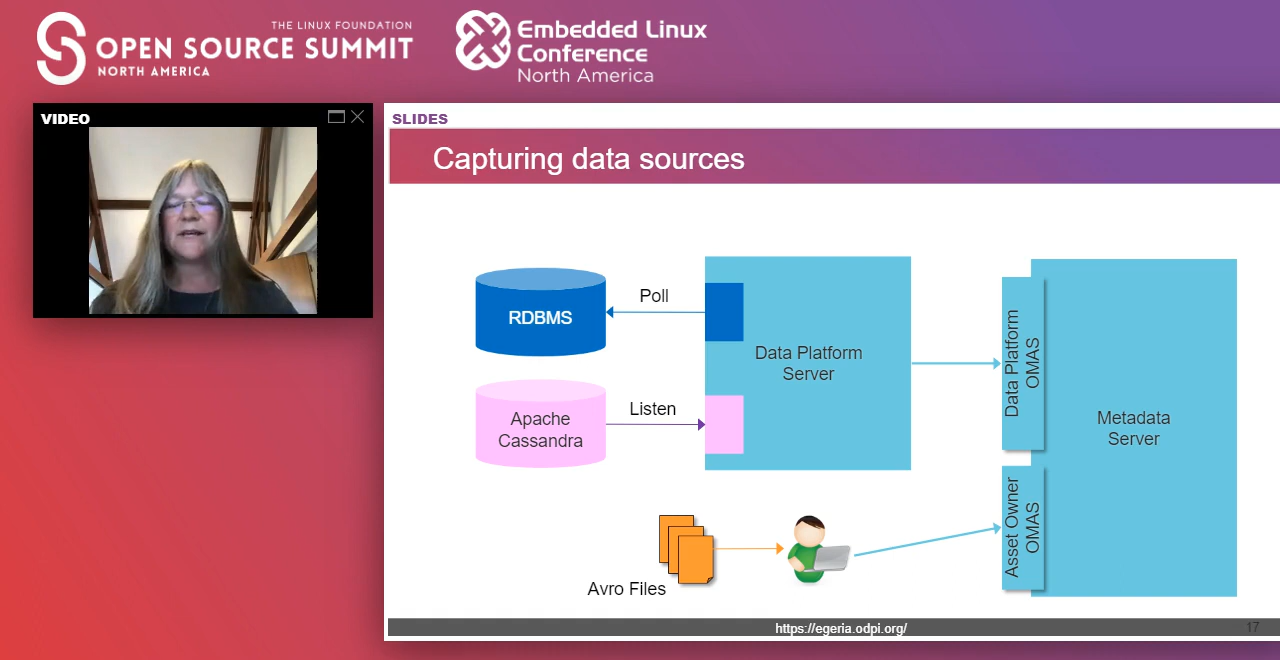 THE LINUX FOUNDATION
OPEN SOURCE SUMMIT
NORTH AMERICA
Embedded Linux
Conference
North America
VIDEO
SLIDES
Capturing data sources
RDBMS
Poll
Data Platform
Server
Apache
Cassandra
Listen
Data Platform
OMAS
Metadata
Server
Asset Owner
OMAS
Avro Files
https://egeria.odpi.org/
17